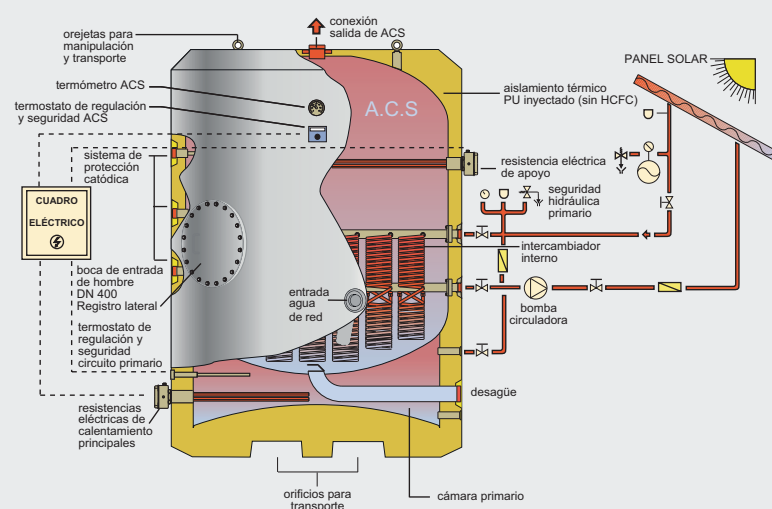 orejetas para
manipulación
y transporte
conexión
salida de ACS
termómetro ACS
termostato de regulación
y seguridad ACS
sistema de
protección
catódica
CUADRO
ELÉCTRICO
boca de entrada
de hombre
DN 400
Registro lateral
termostato de
regulación y
seguridad
circuito primario
resistencias
eléctricas de
calentamiento
principales
A.C.S
entrada
agua
de red
orificios para
transporte
aislamiento térmico
PU inyectado (sin HCFC)
PANEL SOLAR
resistencia eléctrica
de apoyo
seguridad
hidráulica
primario
intercambiador
interno
bomba
circuladora
desagüe
cámara primario